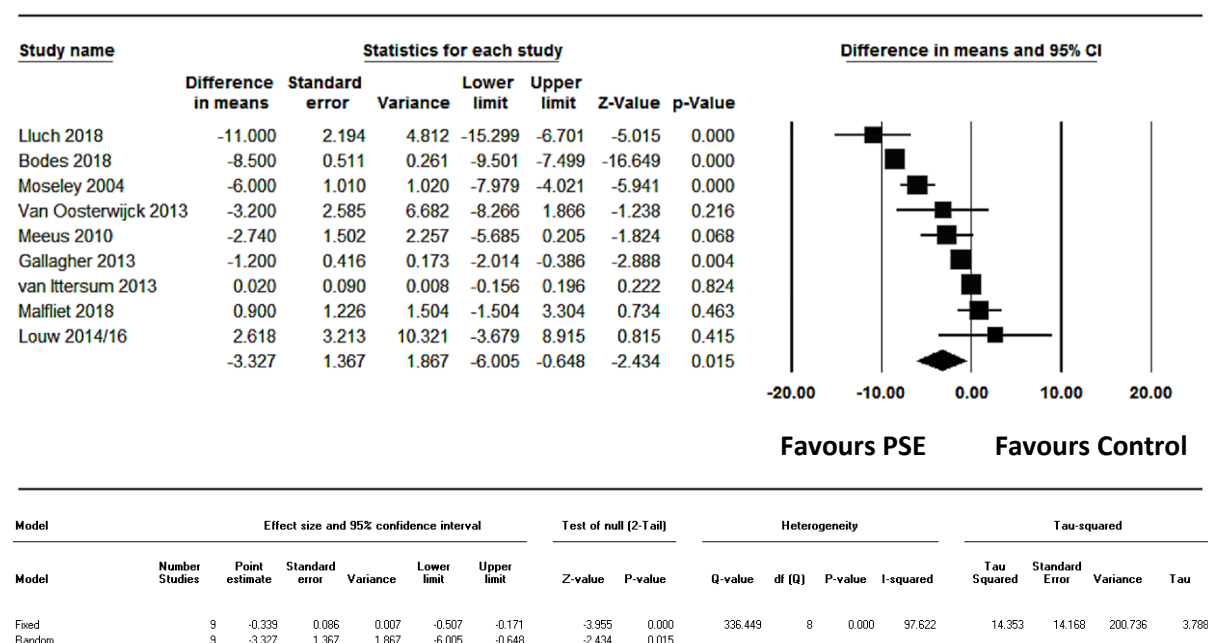 Study name Statistics for each study Difference in means and 95% CI
Difference Standard Lower Upper
in means error Variance limit limit Z-Value p-Value
Lluch 2018 -11.000 2.194 4.812 -15.299 -6.701 -5.015 0.000
Bodes 2018 -8.500 0.511 0.261 -9.501 -7.499 -16.649 0.000
Moseley 2004 -6.000 1.010 1.020 -7.979 -4.021 -5.941 0.000
Van Oosterwijck 2013 -3.200 2.585 6.682 -8.266 1.866 -1.238 0.216
Meeus 2010 -2.740 1.502 2.257 -5.685 0.205 -1.824 0.068
Gallagher 2013 -1.200 0.416 0.173 -2.014 -0.386 -2.888 0.004
van Ittersum 2013 0.020 0.090 0.008 -0.156 0.196 0.222 0.824
Malfliet 2018 0.900 1.226 1.504 -1.504 3.304 0.734 0.463
Louw 2014/16 2.618 3.213 10.321 -3.679 8.915 0.815 0.415
-3.327 1.367 1.867 -6.005 -0.648 -2.434 0.015
-20.00 -10.00 0.00 10.00 20.00
Favours PSE Favours Control
Model Effect size and 95% confidence interval Test of null (2-Tail) Heterogeneity Tau-squared
Number Point Standard Lower Upper Tau Standard
Model Studies estimate error Variance limit limit Z-value P-value Q-value df (Q) P-value I-squared Squared Error Variance Tau
Fixed 9 -0.339 0.086 0.007 -0.507 -0.171 -3.955 0.000 336.449 8 0.000 97.622 14.353 14.168 200.736 3.788
Random 9 -3.327 1.367 1.867 -6.005 -0.648 -2.434 0.015